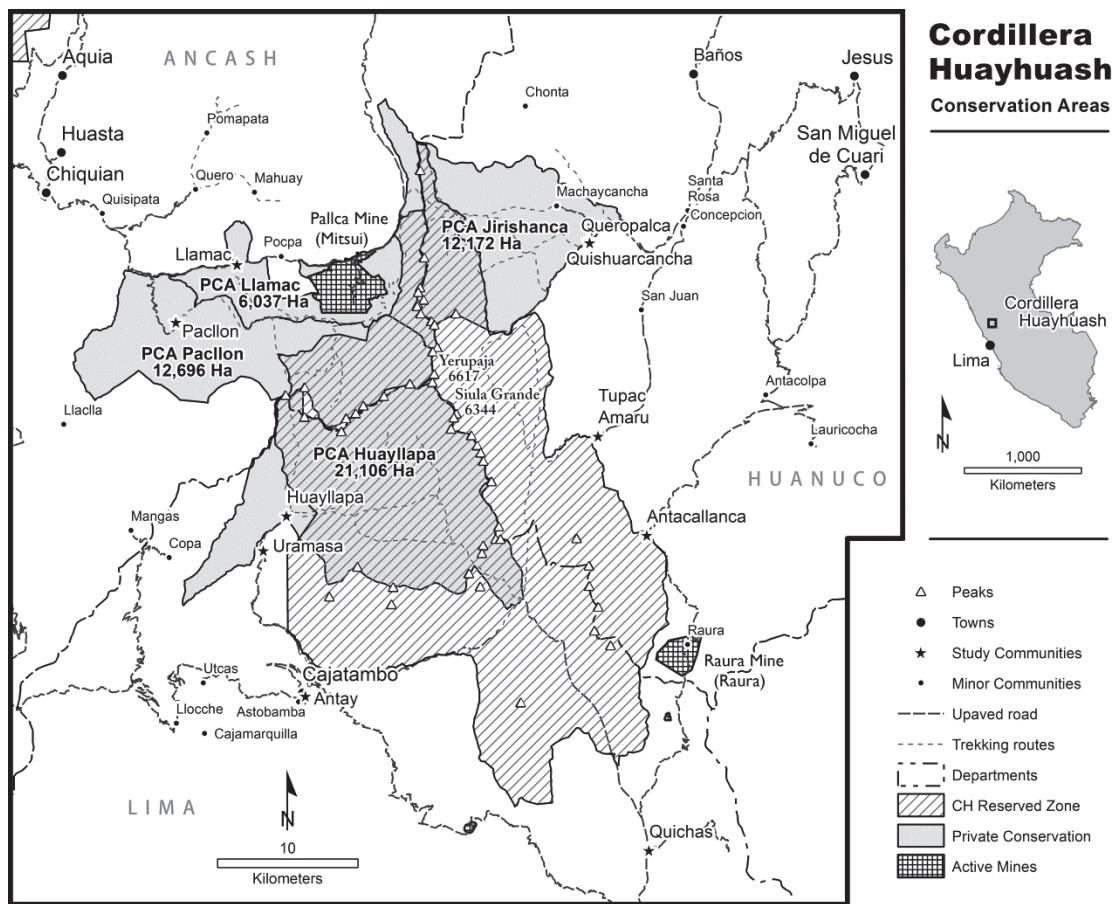 Cordillera
Huayhuash
Conservation Areas
ANCASH
Aquia
Baños
Jesus
Chonta
Huasta
Pomapata
San Miguel
de Cuari
Chiquian
Quero
Mahuay
Quisipata
Machaycancha
Santa
Rosa
Concepcion
Pallca Mine
(Mitsui)
PCA Jirishanca
12,172 Ha
Queropalca
Quishuarcancha
Llamac
Pocpa
PCA Llamac
6,037 Ha
San Juan
Pacllon
PCA Pacllon
12,696 Ha
Yerupaja
6617
Siula Grande
6344
Llaclla
Tupac
Amaru
Antacolpa
Lauricocha
PCA Huayllapa
21,106 Ha
HUANUCO
Huayllapa
Mangas
Copa
Uramasa
Antacallanca
Raura
Raura Mine
(Raura)
Utcas
Cajatambo
Antay
Llocche
Astobamba
Cajamarquilla
LIMA
N
10
Kilometers
Quichas
Cordillera
Huayhuash
Lima
N
1,000
Kilometers
Peaks
Towns
Study Communities
Minor Communities
Upaved road
Trekking routes
Departments
CH Reserved Zone
Private Conservation
Active Mines